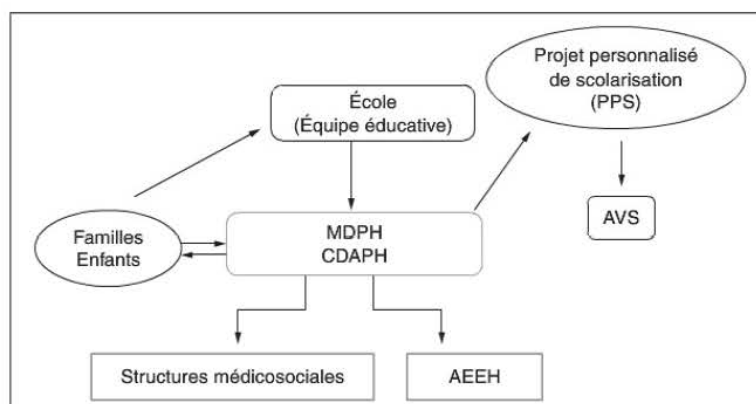 Projet personnalisé
de scolarisation
(PPS)
École
(Équipe éducative)
AVS
Familles
Enfants
MDPH
CDAPH
Structures médicosociales
AEEH